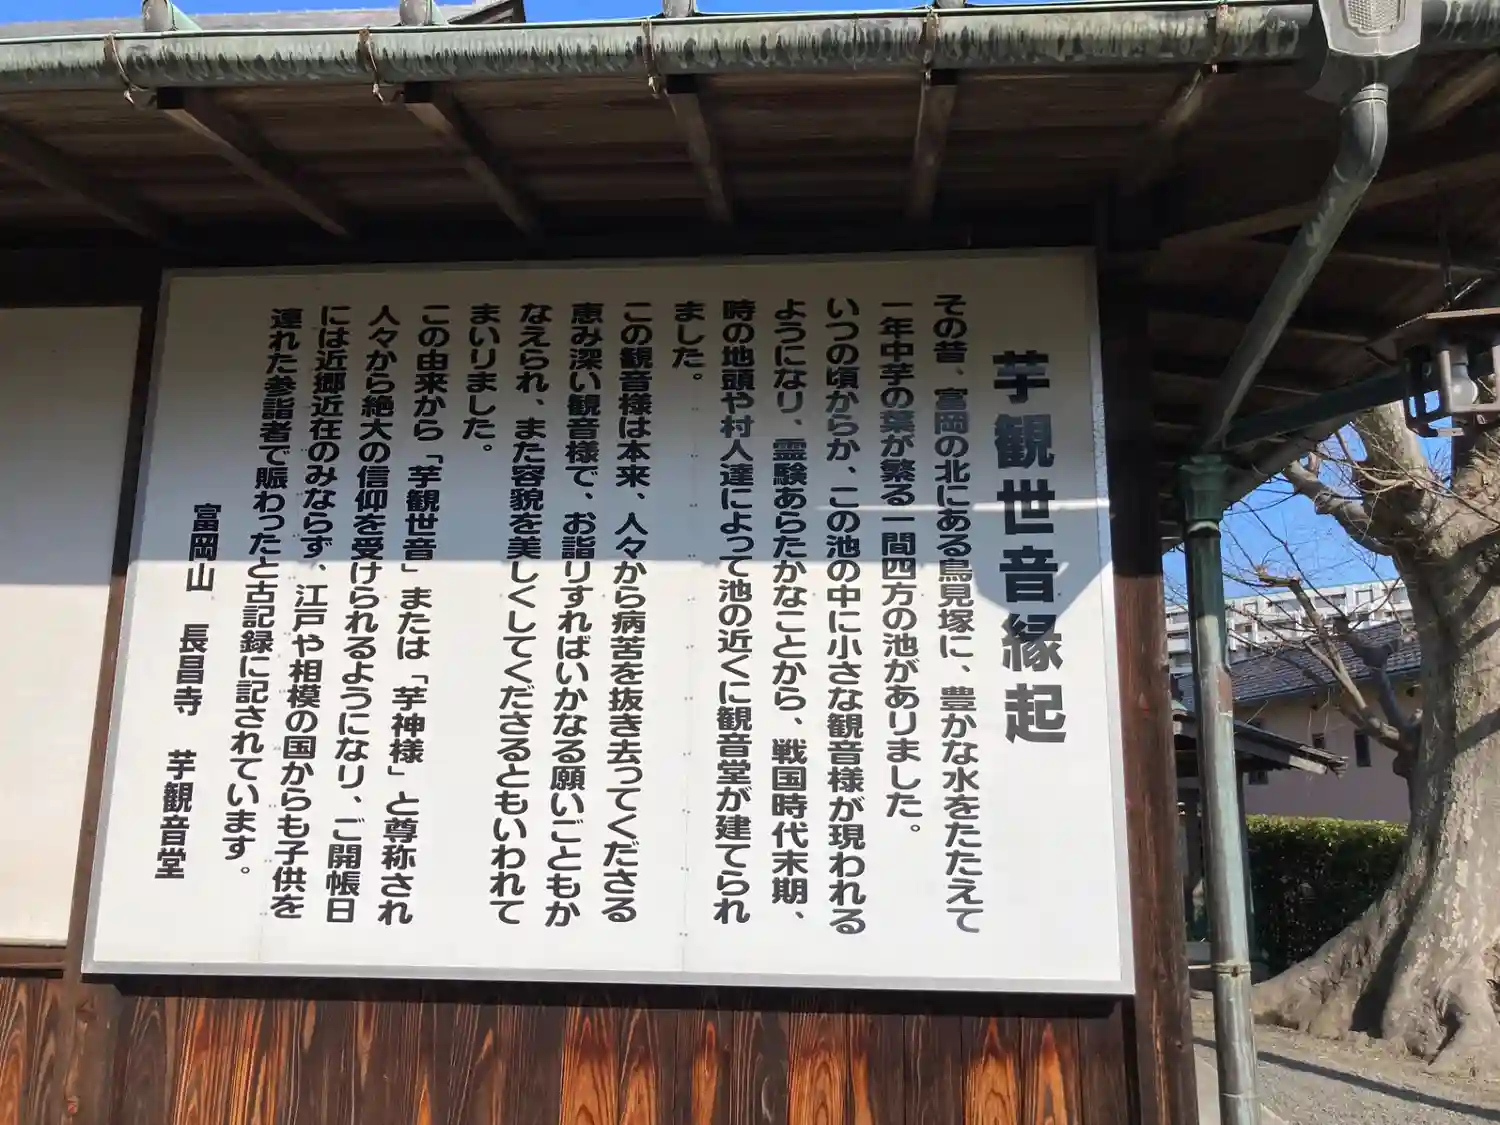 芋観世音縁起
その昔、富岡の北にある鳥見塚に、豊かな水をたたえて
一年中芋の葉が繁る一間四方の池がありました。
いつの頃からか、この池の中に小さな観音様が現われる
ようになり、霊験あらたかなことから、戦国時代末期、
時の地頭や村人達によって池の近くに観音堂が建てられ
ました。
この観音様は本来、人々から病苦を抜き去ってくださる
恵み深い観音様で、お詣りすればいかなる願いごともか
なえられ、また容貌を美しくしてくださるともいわれて
まいりました。
この由来から「芋観世音」または「芋神様」と尊称され
人々から絶大の信仰を受けられるようになり、ご開帳日
には近郷近在のみならず、江戸や相模の国からも子供を
連れた参詣者で賑わったと古記録に記されています。
富岡山 長昌寺 芋観音堂